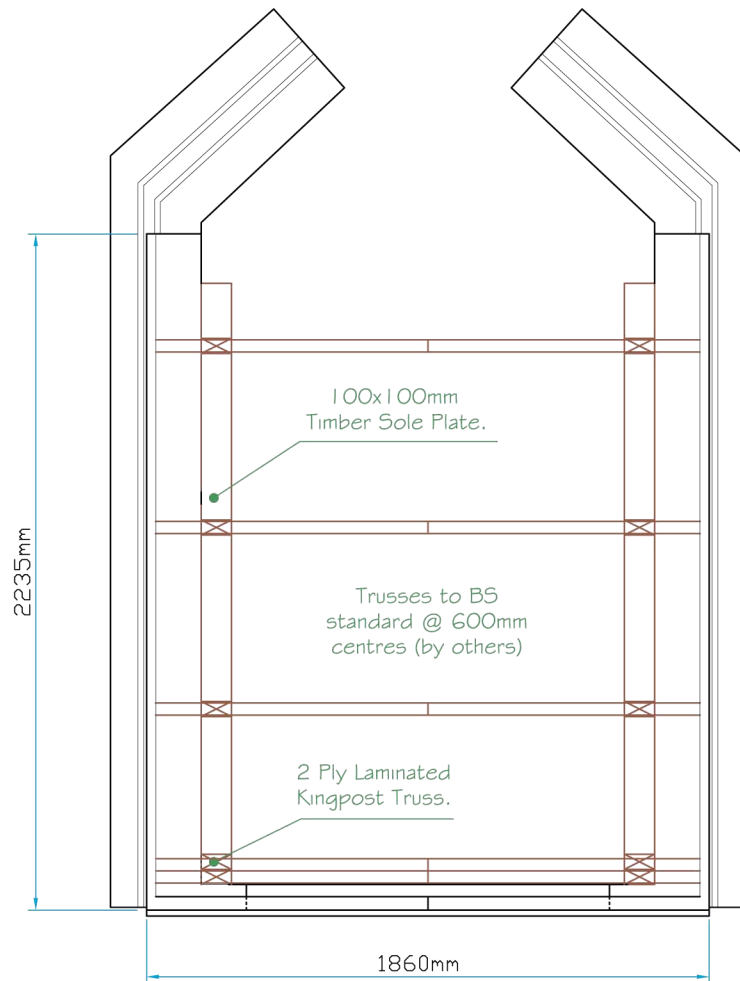 100x100mm
Timber Sole Plate.
2235mm
Trusses to BS
standard @ 600mm
centres (by others)
2 Ply Laminated
Kingpost Truss.
1860mm